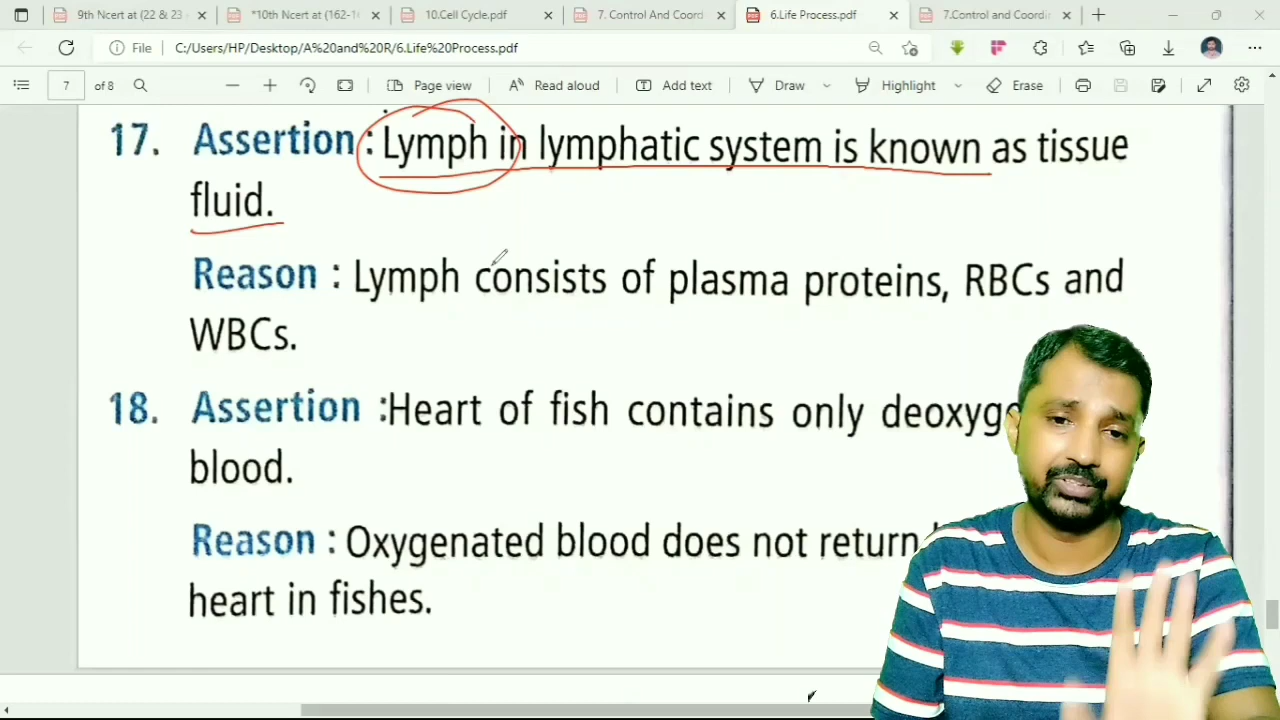 9th Ncert at (22 & 23 *10th Ncert at (162-1 10.Cell Cycle.pdf 7. Control And Coord 6.Life Process.pdf 7.Control and Coordi
File C:/Users/HP/Desktop/A%20and%20R/6.Life%20Process.pdf
7 of 8 Page view Read aloud Add text Draw Highlight Erase
17. Assertion : Lymph in lymphatic system is known as tissue
fluid.
Reason : Lymph consists of plasma proteins, RBCs and
WBCs.
18. Assertion :Heart of fish contains only deoxyge
blood.
Reason : Oxygenated blood does not return
heart in fishes.